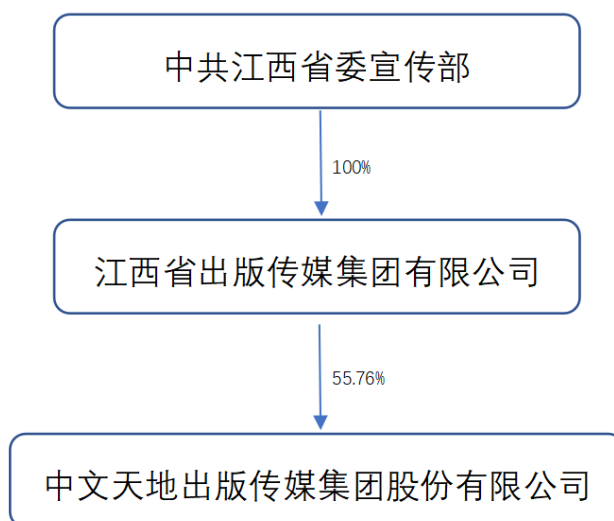 中共江西省委宣传部
100%
江西省出版传媒集团有限公司
55.76%
中文天地出版传媒集团股份有限公司